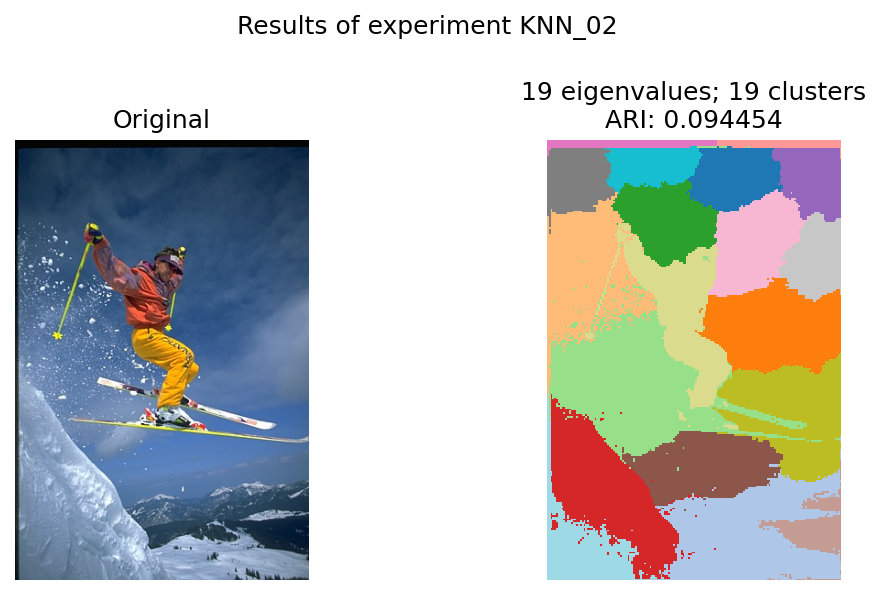 Results of experiment KNN_02
Original
19 eigenvalues; 19 clusters
ARI: 0.094454